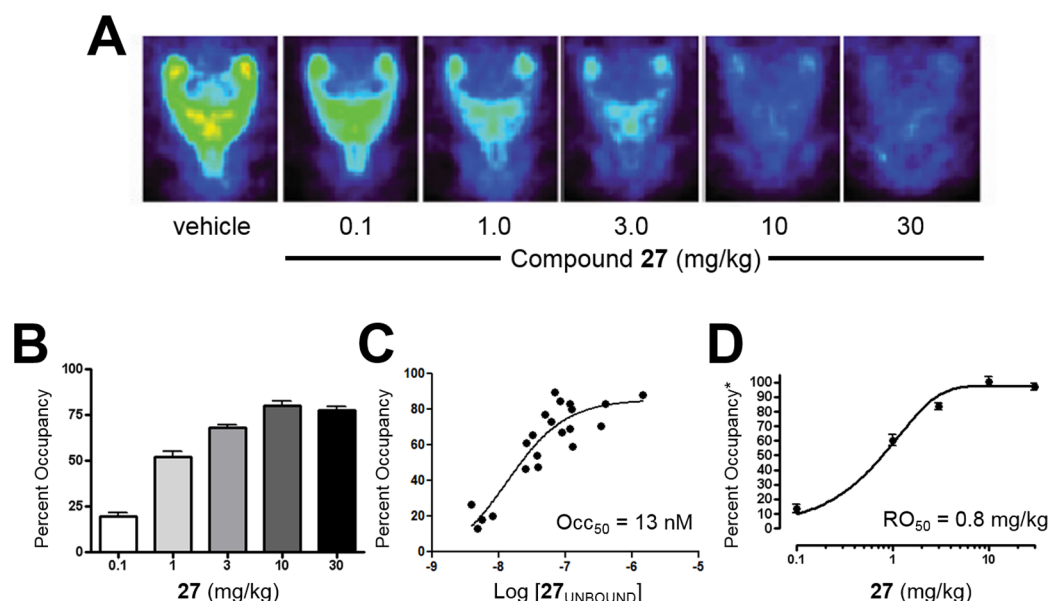 A
vehicle 0.1 1.0 3.0 10 30
Compound 27 (mg/kg)
B
Percent Occupancy
100
75
50
25
0
0.1 1 3 10 30
27 (mg/kg)
C
Percent Occupancy
100
80
60
40
20
0
Occ50 = 13 nM
-9 -8 -7 -6 -5
Log [27UNBOUND]
D
Percent Occupancy*
100
90
80
70
60
50
40
30
20
10
0
RO50 = 0.8 mg/kg
0.1 1 10
27 (mg/kg)